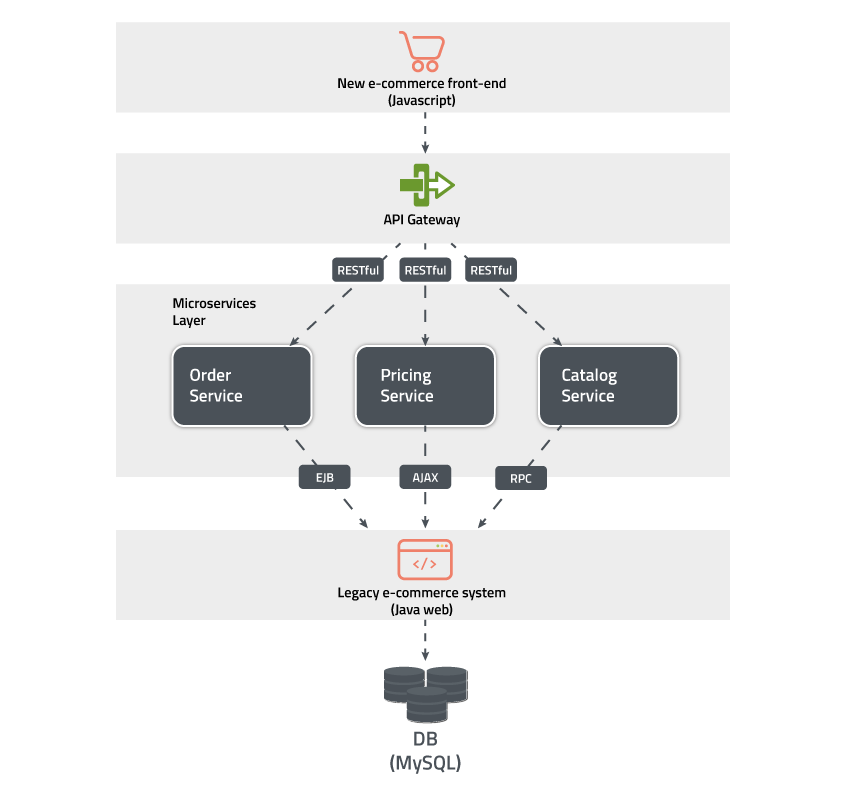 New e-commerce front-end
(Javascript)
API Gateway
RESTful
RESTful
RESTful
Microservices
Layer
Order
Service
Pricing
Service
Catalog
Service
EJB
AJAX
RPC
</>
Legacy e-commerce system
(Java web)
DB
(MySQL)